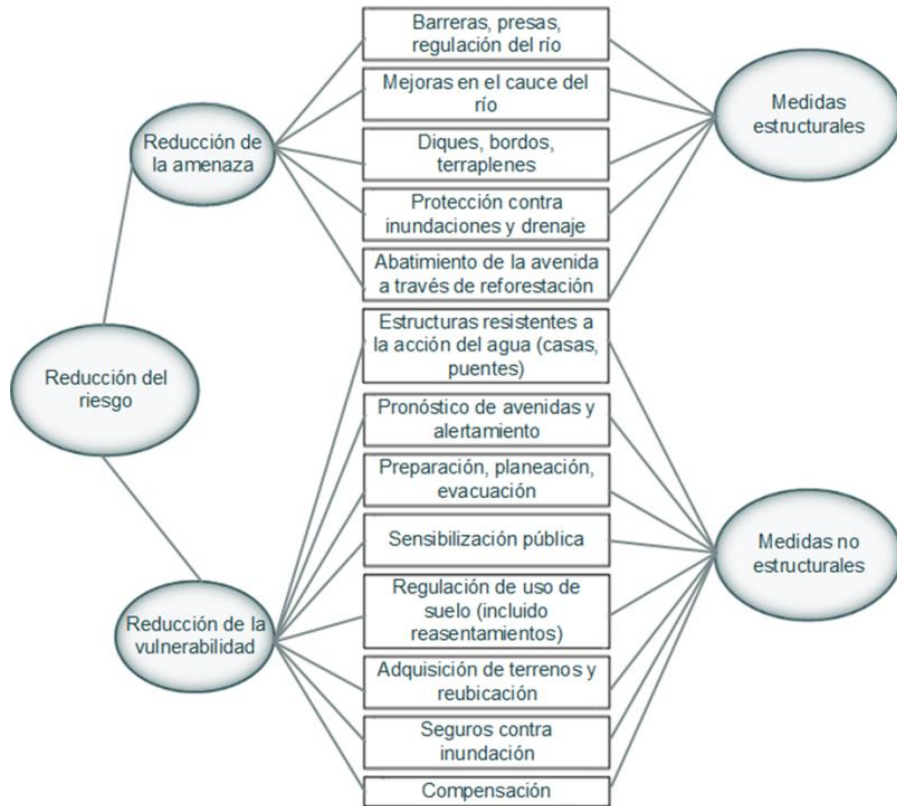 Barreras, presas,
regulación del río
Mejoras en el cauce del
río
Diques, bordos,
terraplenes
Protección contra
inundaciones y drenaje
Abatimiento de la avenida
a través de reforestación
Estructuras resistentes a
la acción del agua (casas,
puentes)
Pronóstico de avenidas y
alertamiento
Preparación, planeación,
evacuación
Sensibilización pública
Regulación de uso de
suelo (incluido
reasentamientos)
Adquisición de terrenos y
reubicación
Seguros contra
inundación
Compensación
Reducción de
la amenaza
Reducción del
riesgo
Reducción de la
vulnerabilidad
Medidas
estructurales
Medidas no
estructurales